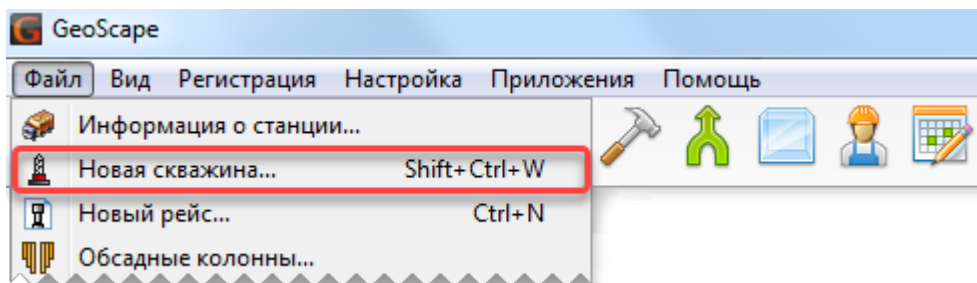 GeoScape
Файл Вид Регистрация Настройка Приложения Помощь
Информация о станции...
Новая скважина... Shift+Ctrl+W
Новый рейс... Ctrl+N
Обсадные колонны...